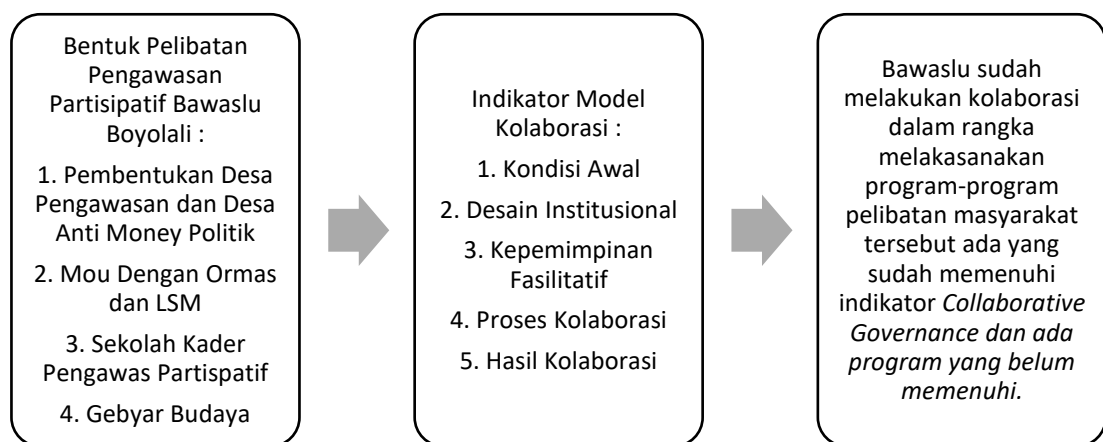 Bentuk Pelibatan
Pengawasan
Partisipatif Bawaslu
Boyolali :
1. Pembentukan Desa
Pengawasan dan Desa
Anti Money Politik
2. Mou Dengan Ormas
dan LSM
3. Sekolah Kader
Pengawas Partispatif
4. Gebyar Budaya
Indikator Model
Kolaborasi :
1. Kondisi Awal
2. Desain Institusional
3. Kepemimpinan
Fasilitatif
4. Proses Kolaborasi
5. Hasil Kolaborasi
Bawaslu sudah
melakukan kolaborasi
dalam rangka
melakasanakan
program-program
pelibatan masyarakat
tersebut ada yang
sudah memenuhi
indikator Collaborative
Governance dan ada
program yang belum
memenuhi.